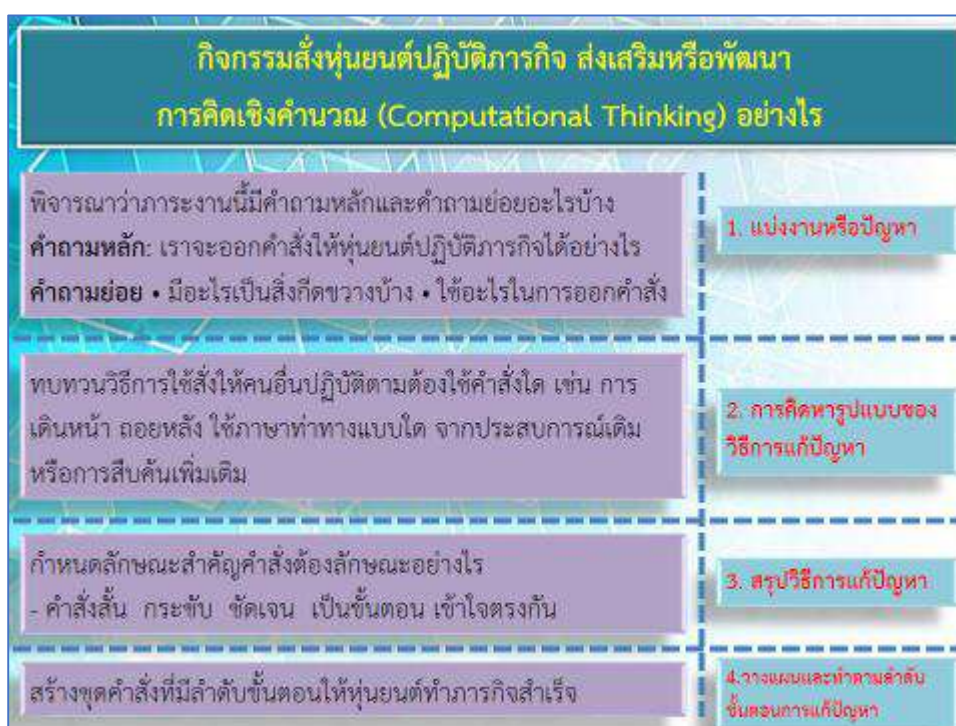 กิจกรรมสั่งหุ่นยนต์ปฏิบัติภารกิจ ส่งเสริมหรือพัฒนา
การคิดเชิงคำนวณ (Computational Thinking) อย่างไร
พิจารณาว่าภาระงานนี้มีคำถามหลักและคำถามย่อยอะไรบ้าง
คำถามหลัก: เราจะออกคำสั่งให้หุ่นยนต์ปฏิบัติภารกิจได้อย่างไร
คำถามย่อย • มีอะไรเป็นสิ่งกีดขวางบ้าง • ใช้อะไรในการออกคำสั่ง
1. แบ่งงานหรือปัญหา
ทบทวนวิธีการใช้สั่งให้คนอื่นปฏิบัติตามต้องใช้คำสั่งใด เช่น การ
เดินหน้า ถอยหลัง ใช้ภาษาท่าทางแบบใด จากประสบการณ์เดิม
หรือการสืบค้นเพิ่มเติม
2. การคิดหารูปแบบของ
วิธีการแก้ปัญหา
กำหนดลักษณะสำคัญคำสั่งต้องลักษณะอย่างไร
- คำสั่งสั้น กระชับ ชัดเจน เป็นขั้นตอน เข้าใจตรงกัน
3. สรุปวิธีการแก้ปัญหา
สร้างชุดคำสั่งที่มีลำดับขั้นตอนให้หุ่นยนต์ทำภารกิจสำเร็จ
4.วางแผนและทำตามลำดับ
ขั้นตอนการแก้ปัญหา